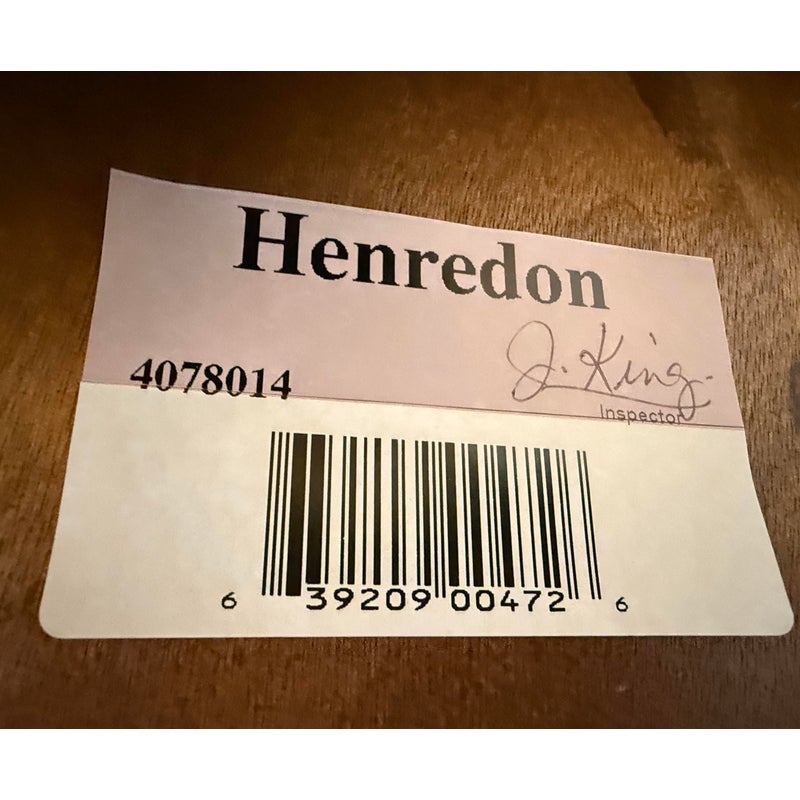 Henredon
4078014
J. King
Inspector
6 39209 00472 6